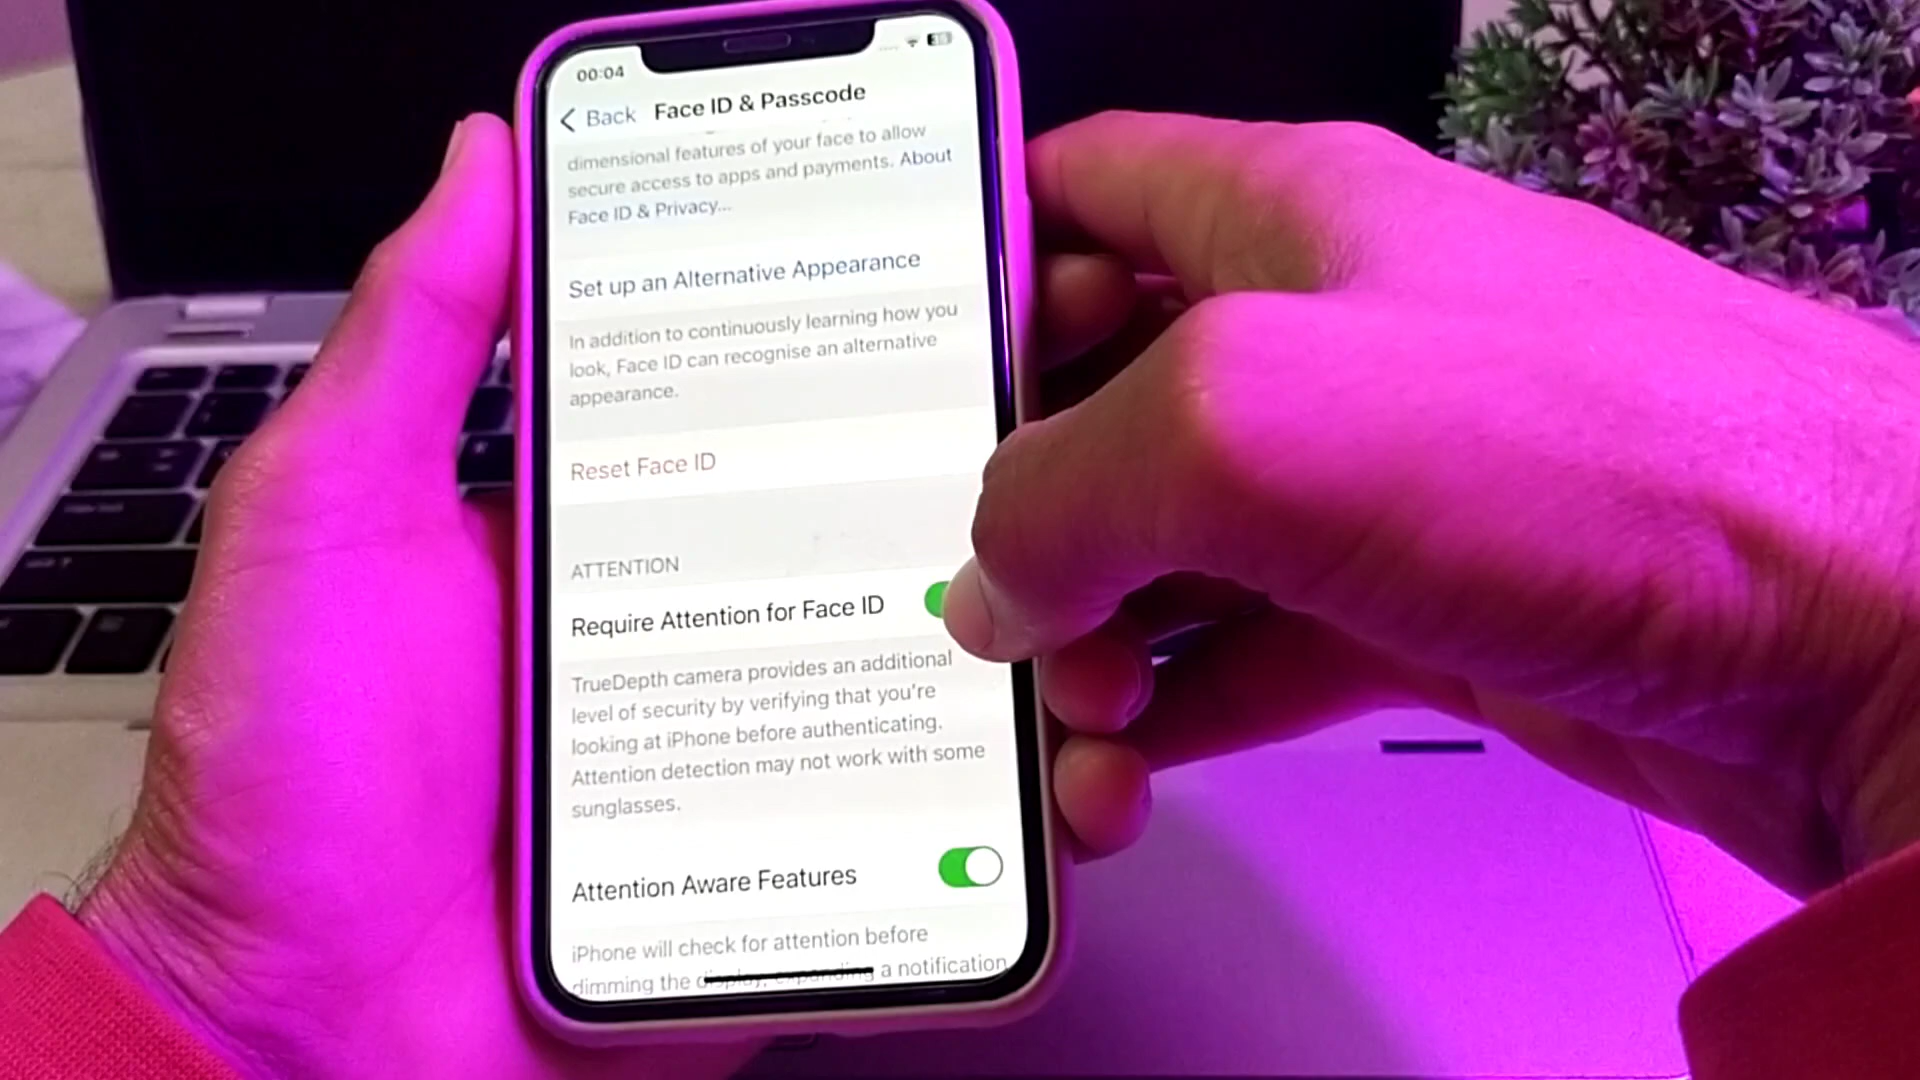 00:04
Back Face ID & Passcode
dimensional features of your face to allow
secure access to apps and payments. About
Face ID & Privacy...
Set up an Alternative Appearance
In addition to continuously learning how you
look, Face ID can recognise an alternative
appearance.
Reset Face ID
ATTENTION
Require Attention for Face ID
TrueDepth camera provides an additional
level of security by verifying that you're
looking at iPhone before authenticating.
Attention detection may not work with some
sunglasses.
Attention Aware Features
iPhone will check for attention before
dimming the display, expanding a notification